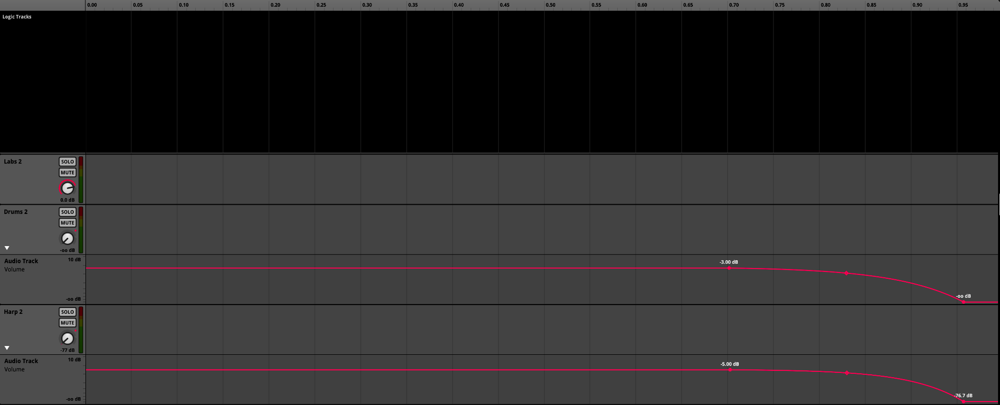 0.00 0.05 0.10 0.15 0.20 0.25 0.30 0.35 0.40 0.45 0.50 0.55 0.60 0.65 0.70 0.75 0.80 0.85 0.90 0.95
Logic Tracks
Labs 2 SOLO
MUTE
0.0 dB
Drums 2 SOLO
MUTE
-oo dB
Audio Track 10 dB
Volume
-3.00 dB
-oo dB
-oo dB
Harp 2 SOLO
MUTE
-77 dB
Audio Track 10 dB
Volume
-5.00 dB
-76.7 dB
-oo dB